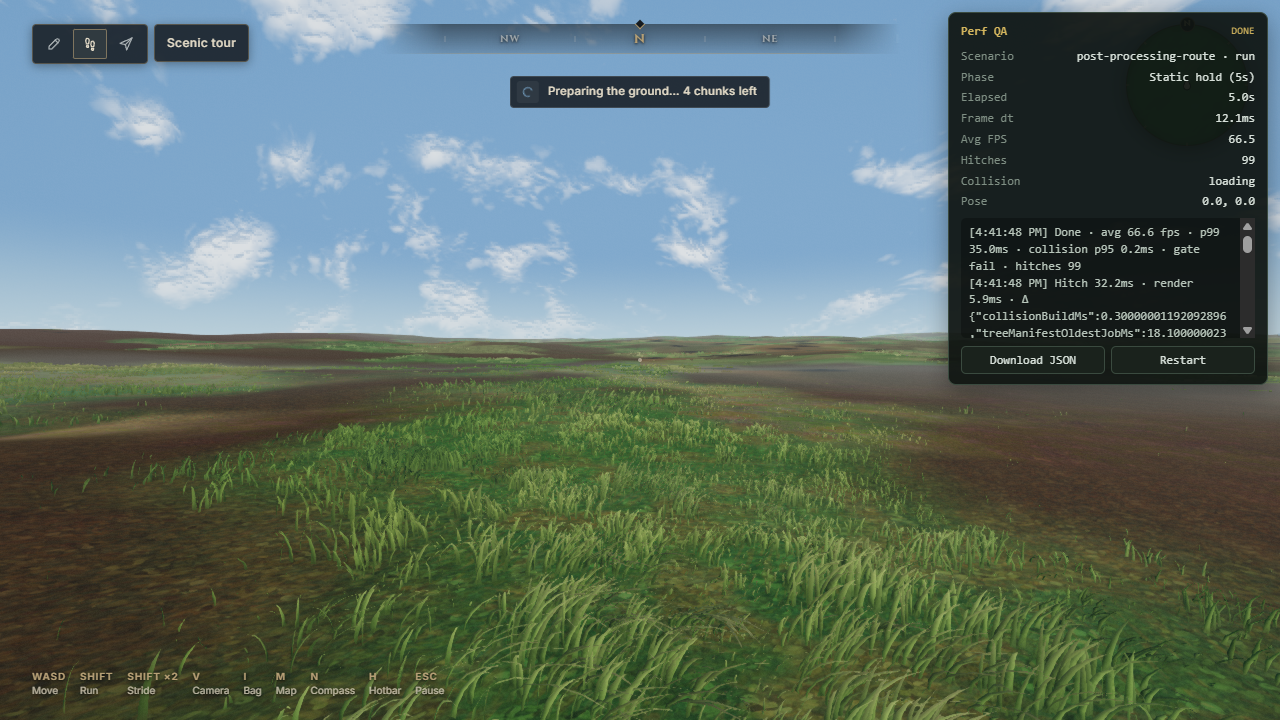 Scenic tour
NW
N
NE
Preparing the ground... 4 chunks left
Perf QA
DONE
Scenario post-processing-route · run
Phase Static hold (5s)
Elapsed 5.0s
Frame dt 12.1ms
Avg FPS 66.5
Hitches 99
Collision loading
Pose 0.0, 0.0
[4:41:48 PM] Done · avg 66.6 fps · p99
35.0ms · collision p95 0.2ms · gate
fail · hitches 99
[4:41:48 PM] Hitch 32.2ms · render
5.9ms · Δ
{"collisionBuildMs":0.30000001192092896
,"treeManifestOldestJobMs":18.100000023
Download JSON
Restart
WASD SHIFT SHIFT ×2 V I M N H ESC
Move Run Stride Camera Bag Map Compass Hotbar Pause